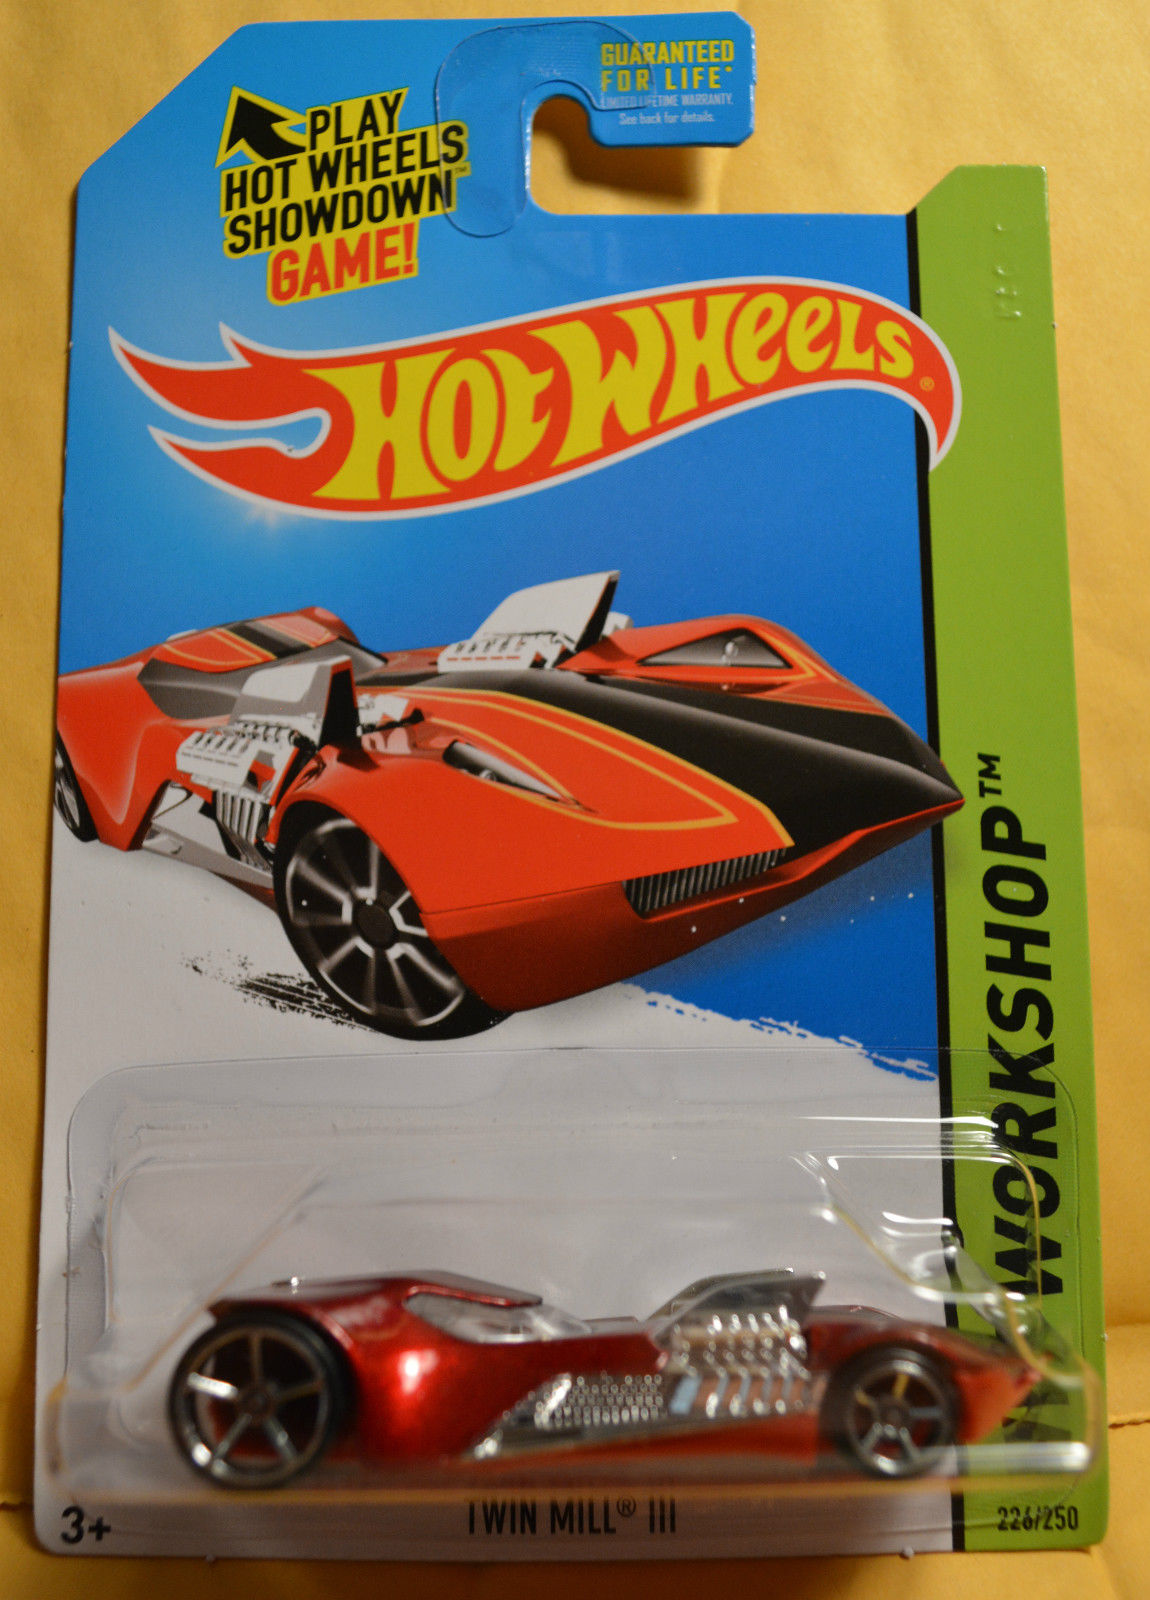 GUARANTEED
FOR LIFE*
LIMITED LIFETIME WARRANTY.
See back for details.
PLAY
HOT WHEELS
SHOWDOWN™
GAME!
HOT WHEELS®
WORKSHOP™
TWIN MILL® III
3+
226/250